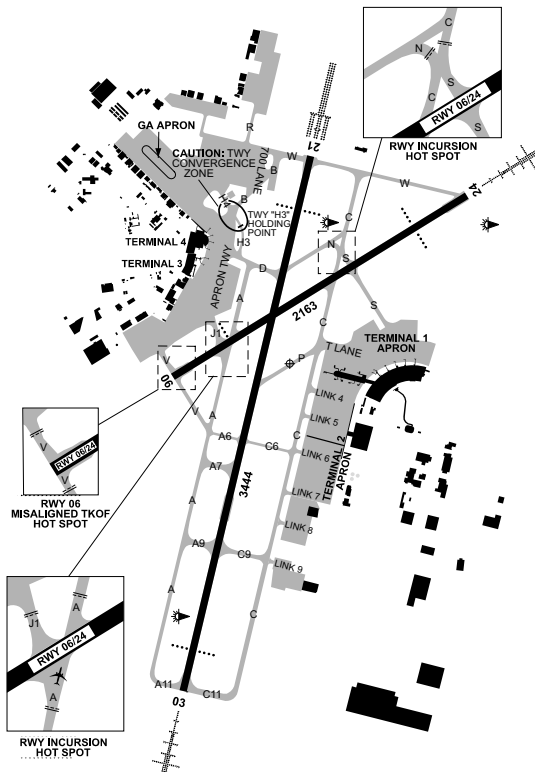 C
N
S
C
RWY 06/24
S
RWY INCURSION
HOT SPOT
GA APRON
R
CAUTION: TWY
CONVERGENCE
ZONE
700 LANE
B
W
21
24
W
H4
B
TWY "H3"
HOLDING
POINT
H3
C
N
S
TERMINAL 4
TERMINAL 3
APRON TWY
D
A
2163
S
J1
C
TERMINAL 1
APRON
T LANE
P
V
06
LINK 4
LINK 5
V
A
A6
C6
C
LINK 6
TERMINAL 2
APRON
A7
3444
LINK 7
A
LINK 8
A9
C9
LINK 9
A
C
A11
C11
03
V
RWY 06/24
V
RWY 06
MISALIGNED TKOF
HOT SPOT
J1
A
RWY 06/24
A
RWY INCURSION
HOT SPOT